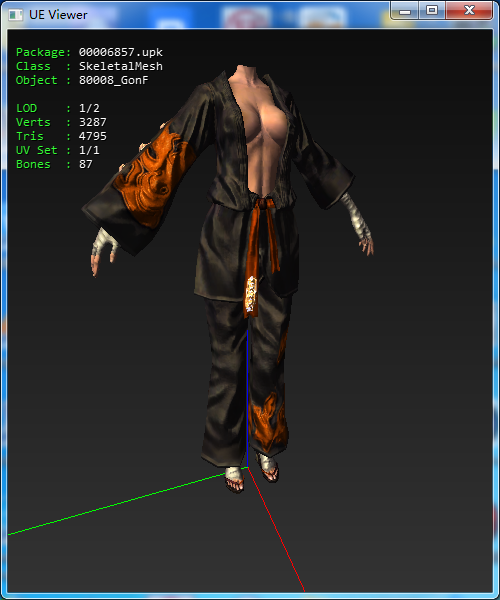 UE Viewer
Package: 00006857.upk
Class : SkeletalMesh
Object : 80008_GonF
LOD : 1/2
Verts : 3287
Tris : 4795
UV Set : 1/1
Bones : 87